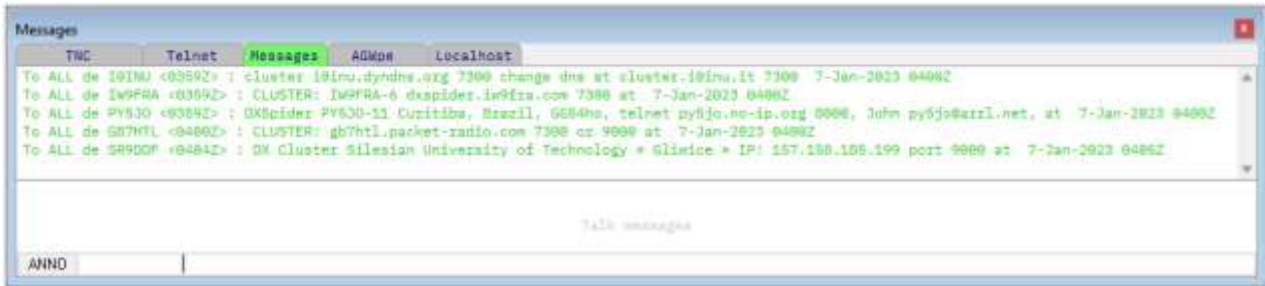 Messages
TNC Telnet Messages AGWpe Localhost
To ALL de I0INU <0359Z> : cluster i0inu.dyndns.org 7300 change dns at cluster.i0inu.it 7300 7-Jan-2023 0400Z
To ALL de IW9FRA <0359Z> : CLUSTER: IW9FRA-6 dxspider.iw9fra.com 7300 at 7-Jan-2023 0400Z
To ALL de PY5JO <0359Z> : DXSpider PY5JO-11 Curitiba, Brazil, GG54ho, telnet py5jo.no-ip.org 8000, John py5jo@arrl.net, at 7-Jan-2023 0400Z
To ALL de GB7HTL <0400Z> : CLUSTER: gb7htl.packet-radio.com 7300 or 9000 at 7-Jan-2023 0400Z
To ALL de SR9DDF <0404Z> : DX Cluster Silesian University of Technology * Gliwice * IP: 157.158.185.199 port 9000 at 7-Jan-2023
Talk messages
ANNO